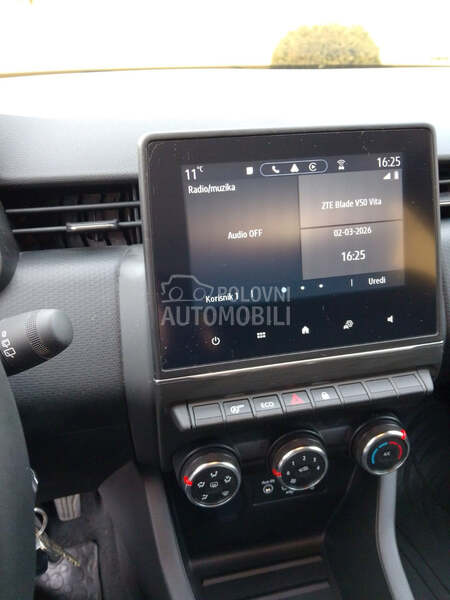 11°C
16:25
Radio/muzika
ZTE Blade V50 Vita
Audio OFF
02-03-2026
16:25
Korisnik 1
Uredi
POLOVNI
AUTOMOBILI
ECO
A/C